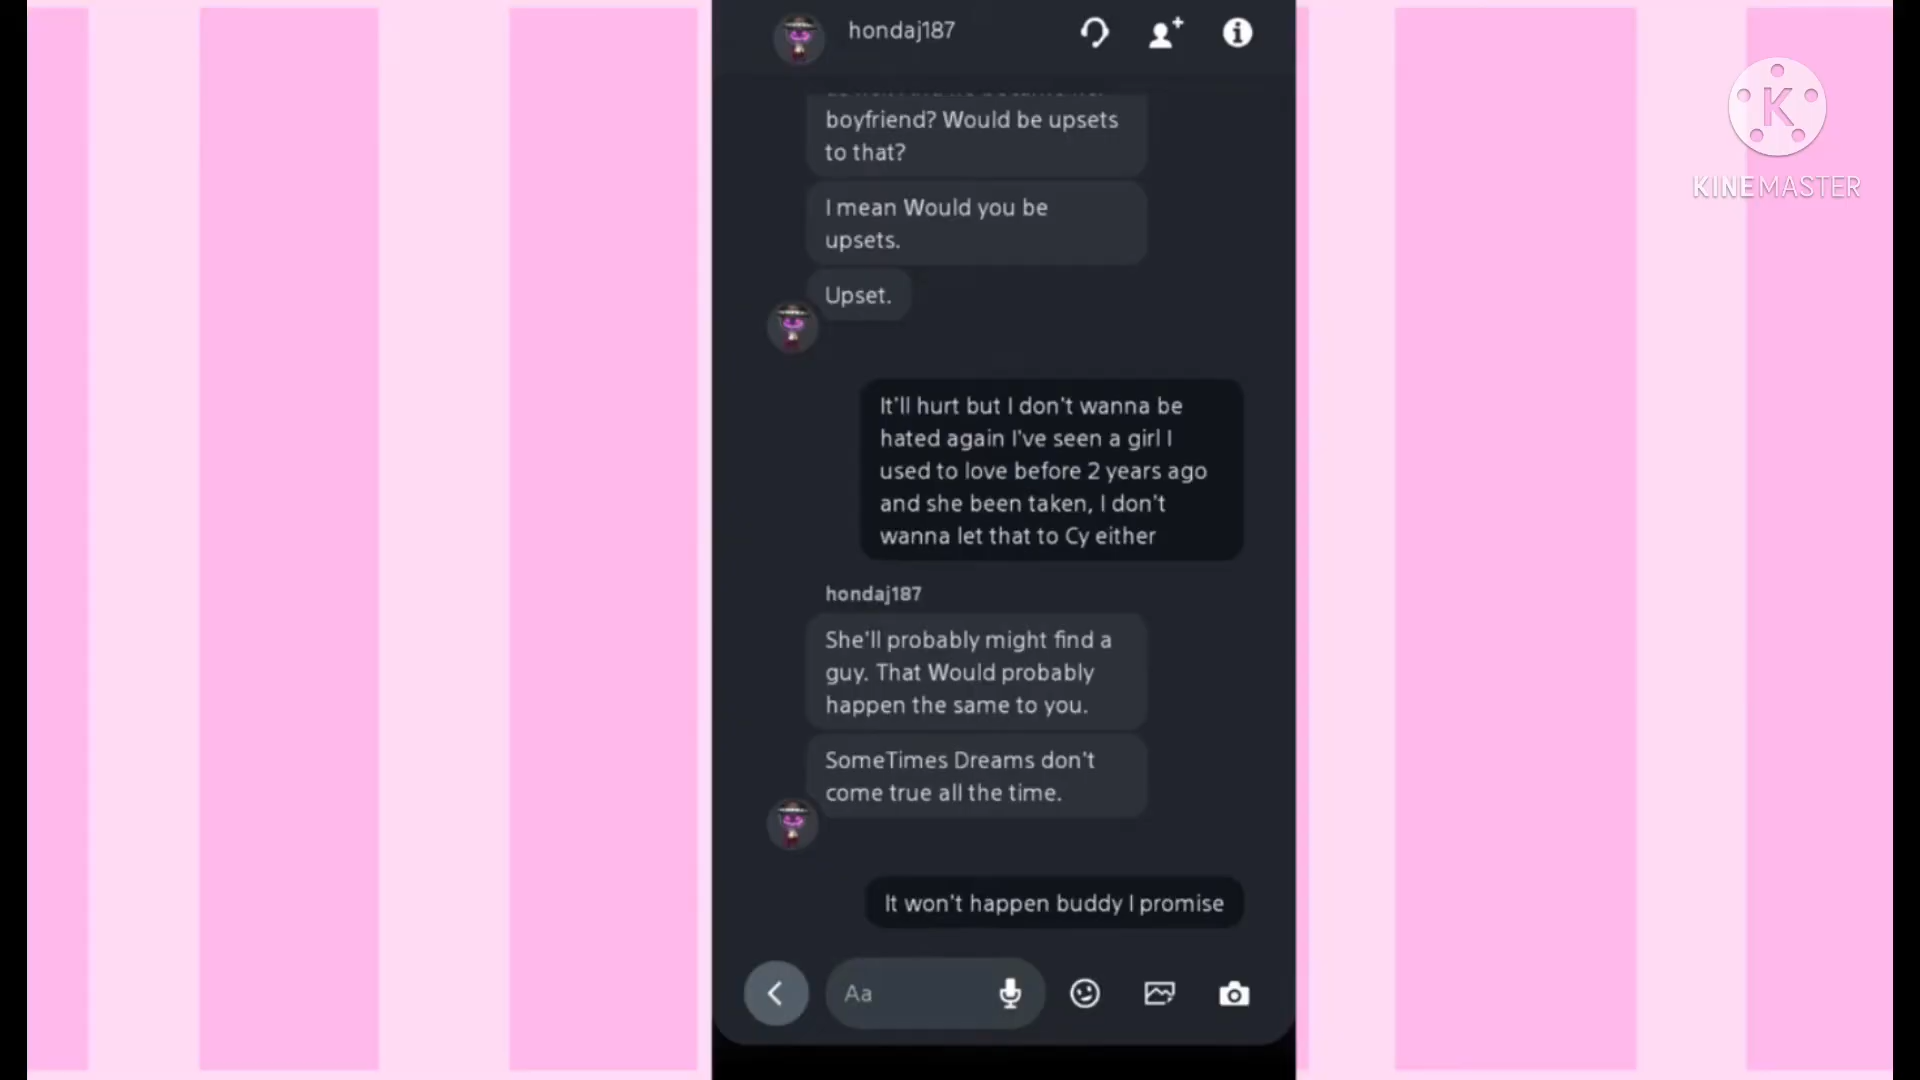 hondaj187
KINEMASTER
boyfriend? Would be upsets
to that?
I mean Would you be
upsets.
Upset.
It'll hurt but I don't wanna be
hated again I've seen a girl I
used to love before 2 years ago
and she been taken, I don't
wanna let that to Cy either
hondaj187
She'll probably might find a
guy. That Would probably
happen the same to you.
SomeTimes Dreams don't
come true all the time.
It won't happen buddy I promise
Aa